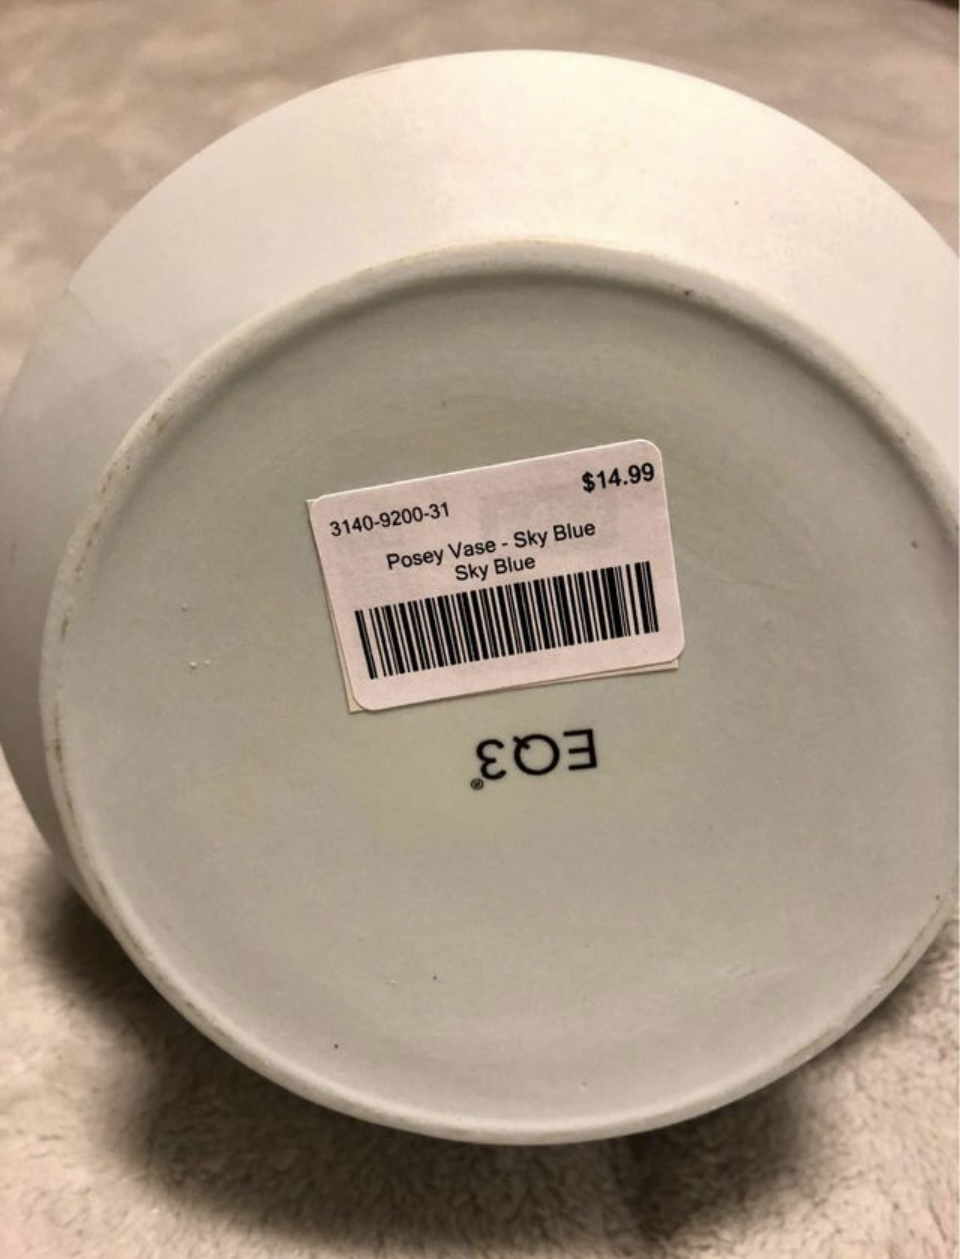 $14.99
3140-9200-31
Posey Vase - Sky Blue
Sky Blue
EQ3®